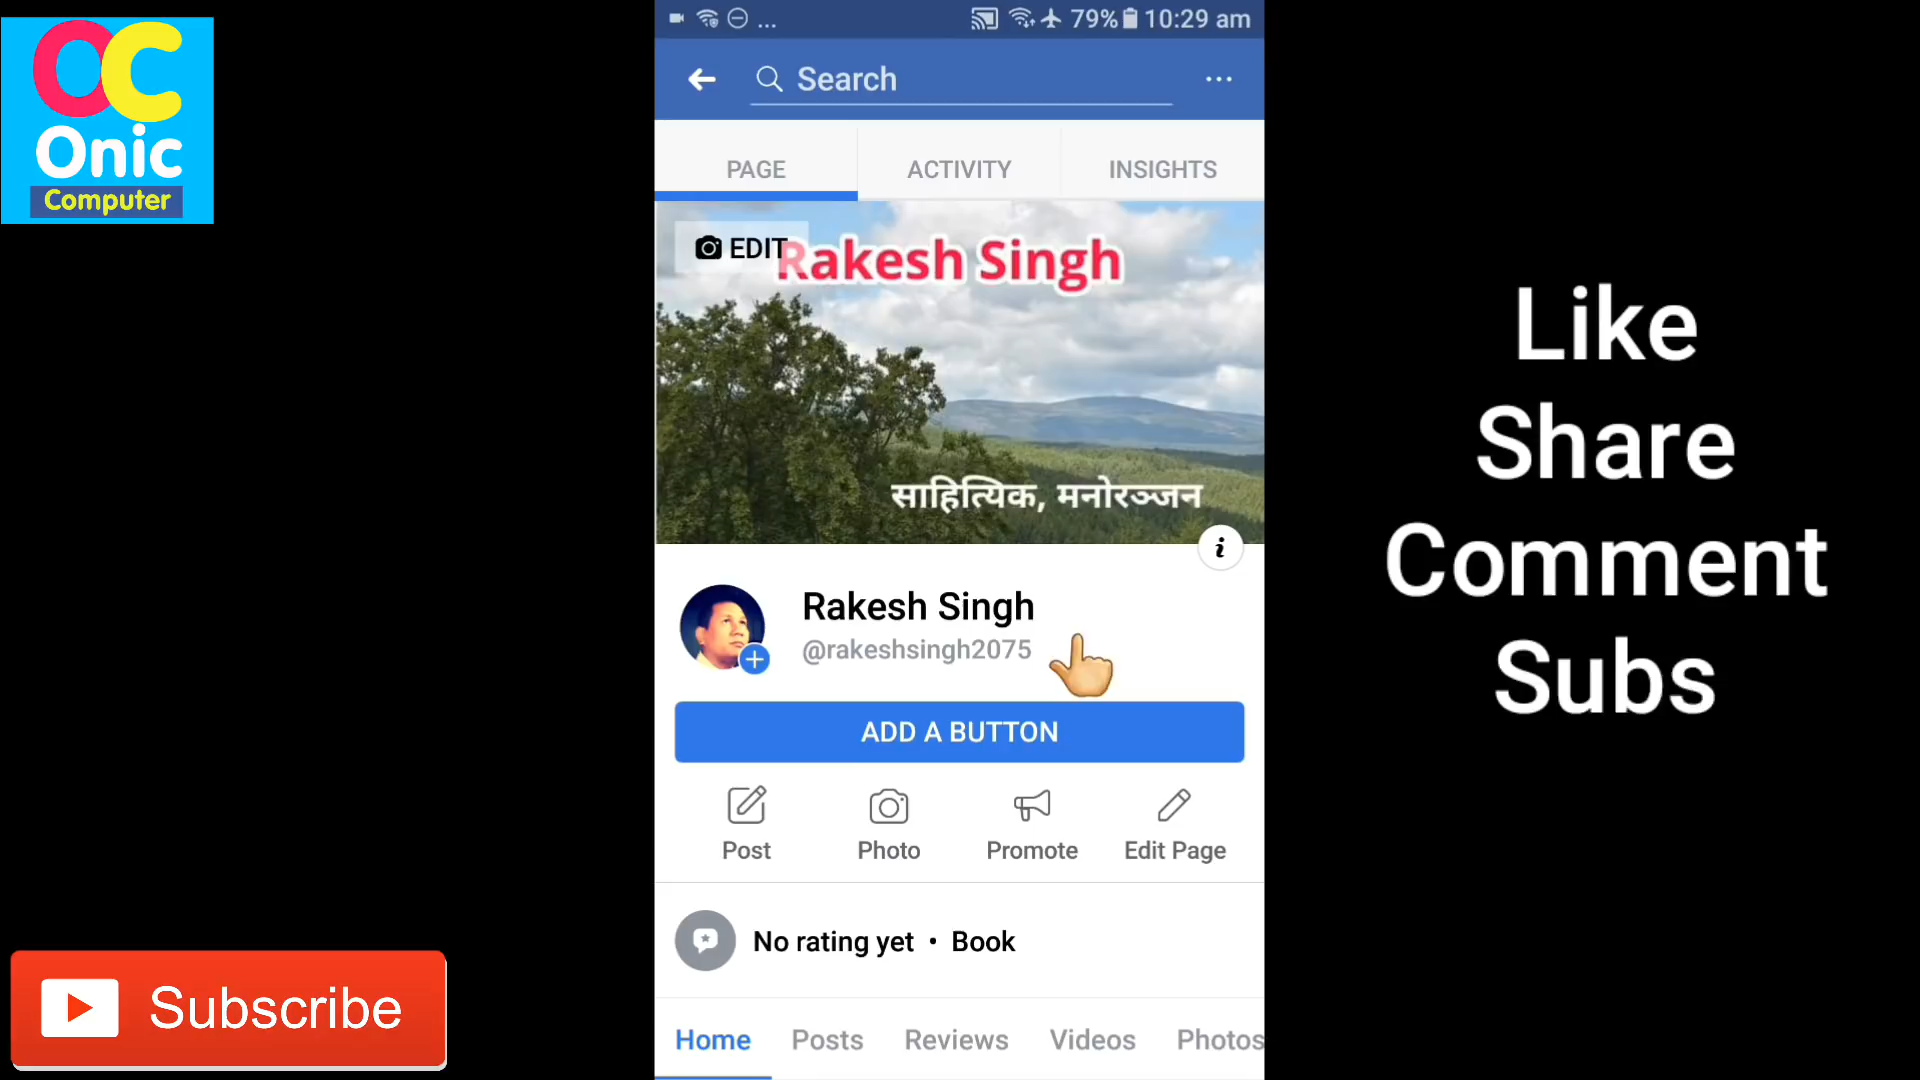 OC
Onic
Computer
... 79% 10:29 am
Search
PAGE ACTIVITY INSIGHTS
EDIT
Rakesh Singh
साहित्यिक, मनोरञ्जन
Rakesh Singh
@rakeshsingh2075
ADD A BUTTON
Post Photo Promote Edit Page
No rating yet • Book
Home Posts Reviews Videos Photos
Like
Share
Comment
Subs
Subscribe